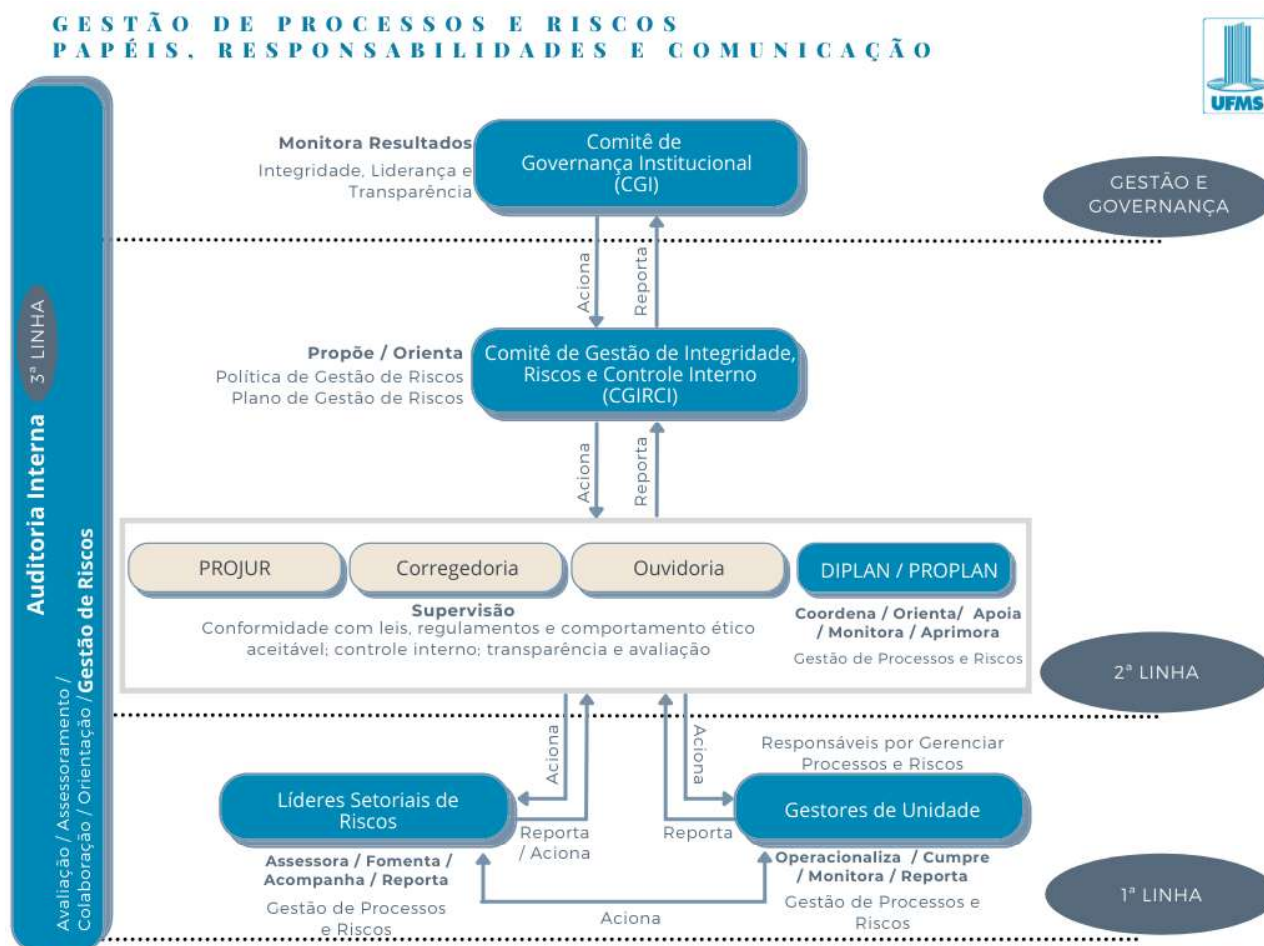 GESTÃO DE PROCESSOS E RISCOS
PAPÉIS, RESPONSABILIDADES E COMUNICAÇÃO
UFMS
Monitora Resultados
Integridade, Liderança e
Transparência
Comitê de
Governança Institucional
(CGI)
GESTÃO E
GOVERNANÇA
Aciona
Reporta
Propõe / Orienta
Política de Gestão de Riscos
Plano de Gestão de Riscos
Comitê de Gestão de Integridade,
Riscos e Controle Interno
(CGIRCI)
Aciona
Reporta
3ª LINHA
Auditoria Interna
Avaliação / Assessoramento /
Colaboração / Orientação / Gestão de Riscos
PROJUR
Corregedoria
Ouvidoria
DIPLAN / PROPLAN
Supervisão
Conformidade com leis, regulamentos e comportamento ético
aceitável; controle interno; transparência e avaliação
Coordena / Orienta/ Apoia
/ Monitora / Aprimora
Gestão de Processos e Riscos
2ª LINHA
Aciona
Reporta
/ Aciona
Aciona
Reporta
Responsáveis por Gerenciar
Processos e Riscos
Líderes Setoriais de
Riscos
Gestores de Unidade
Assessora / Fomenta /
Acompanha / Reporta
Gestão de Processos
e Riscos
Aciona
Operacionaliza / Cumpre
/ Monitora / Reporta
Gestão de Processos e
Riscos
1ª LINHA